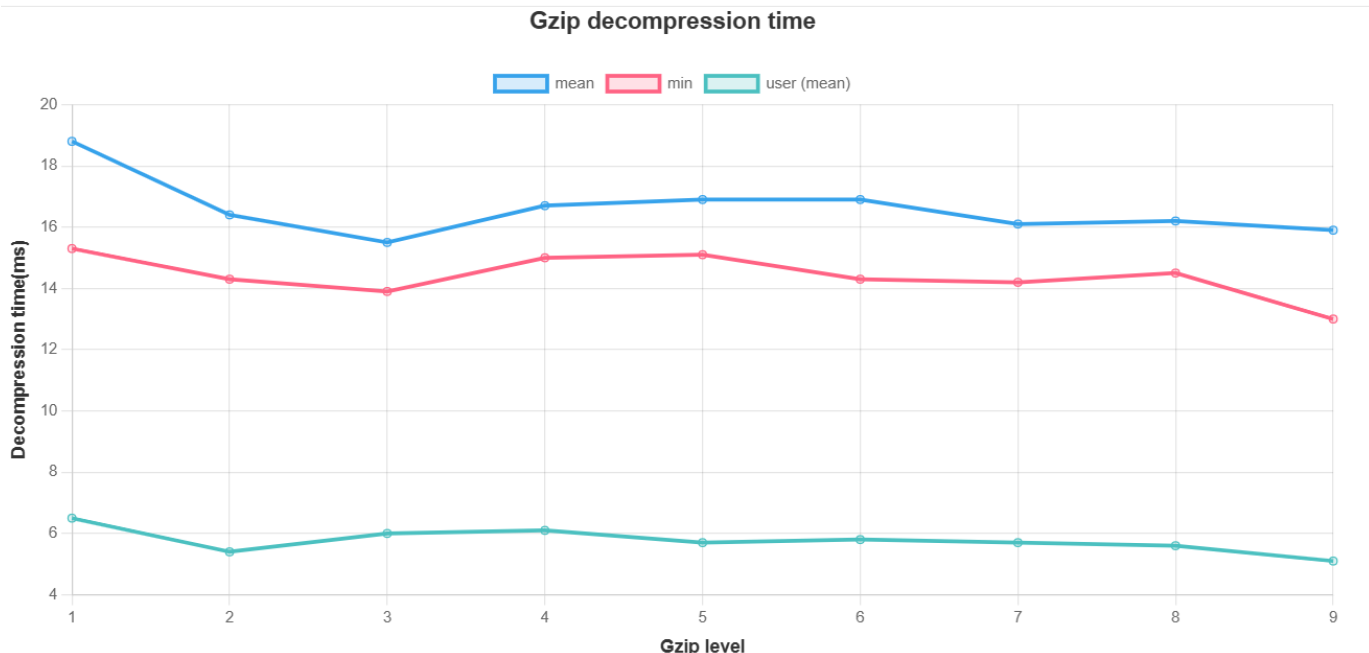 Gzip decompression time
mean min user (mean)
20
18
16
14
12
10
8
6
4
Decompression time(ms)
1 2 3 4 5 6 7 8 9
Gzip level